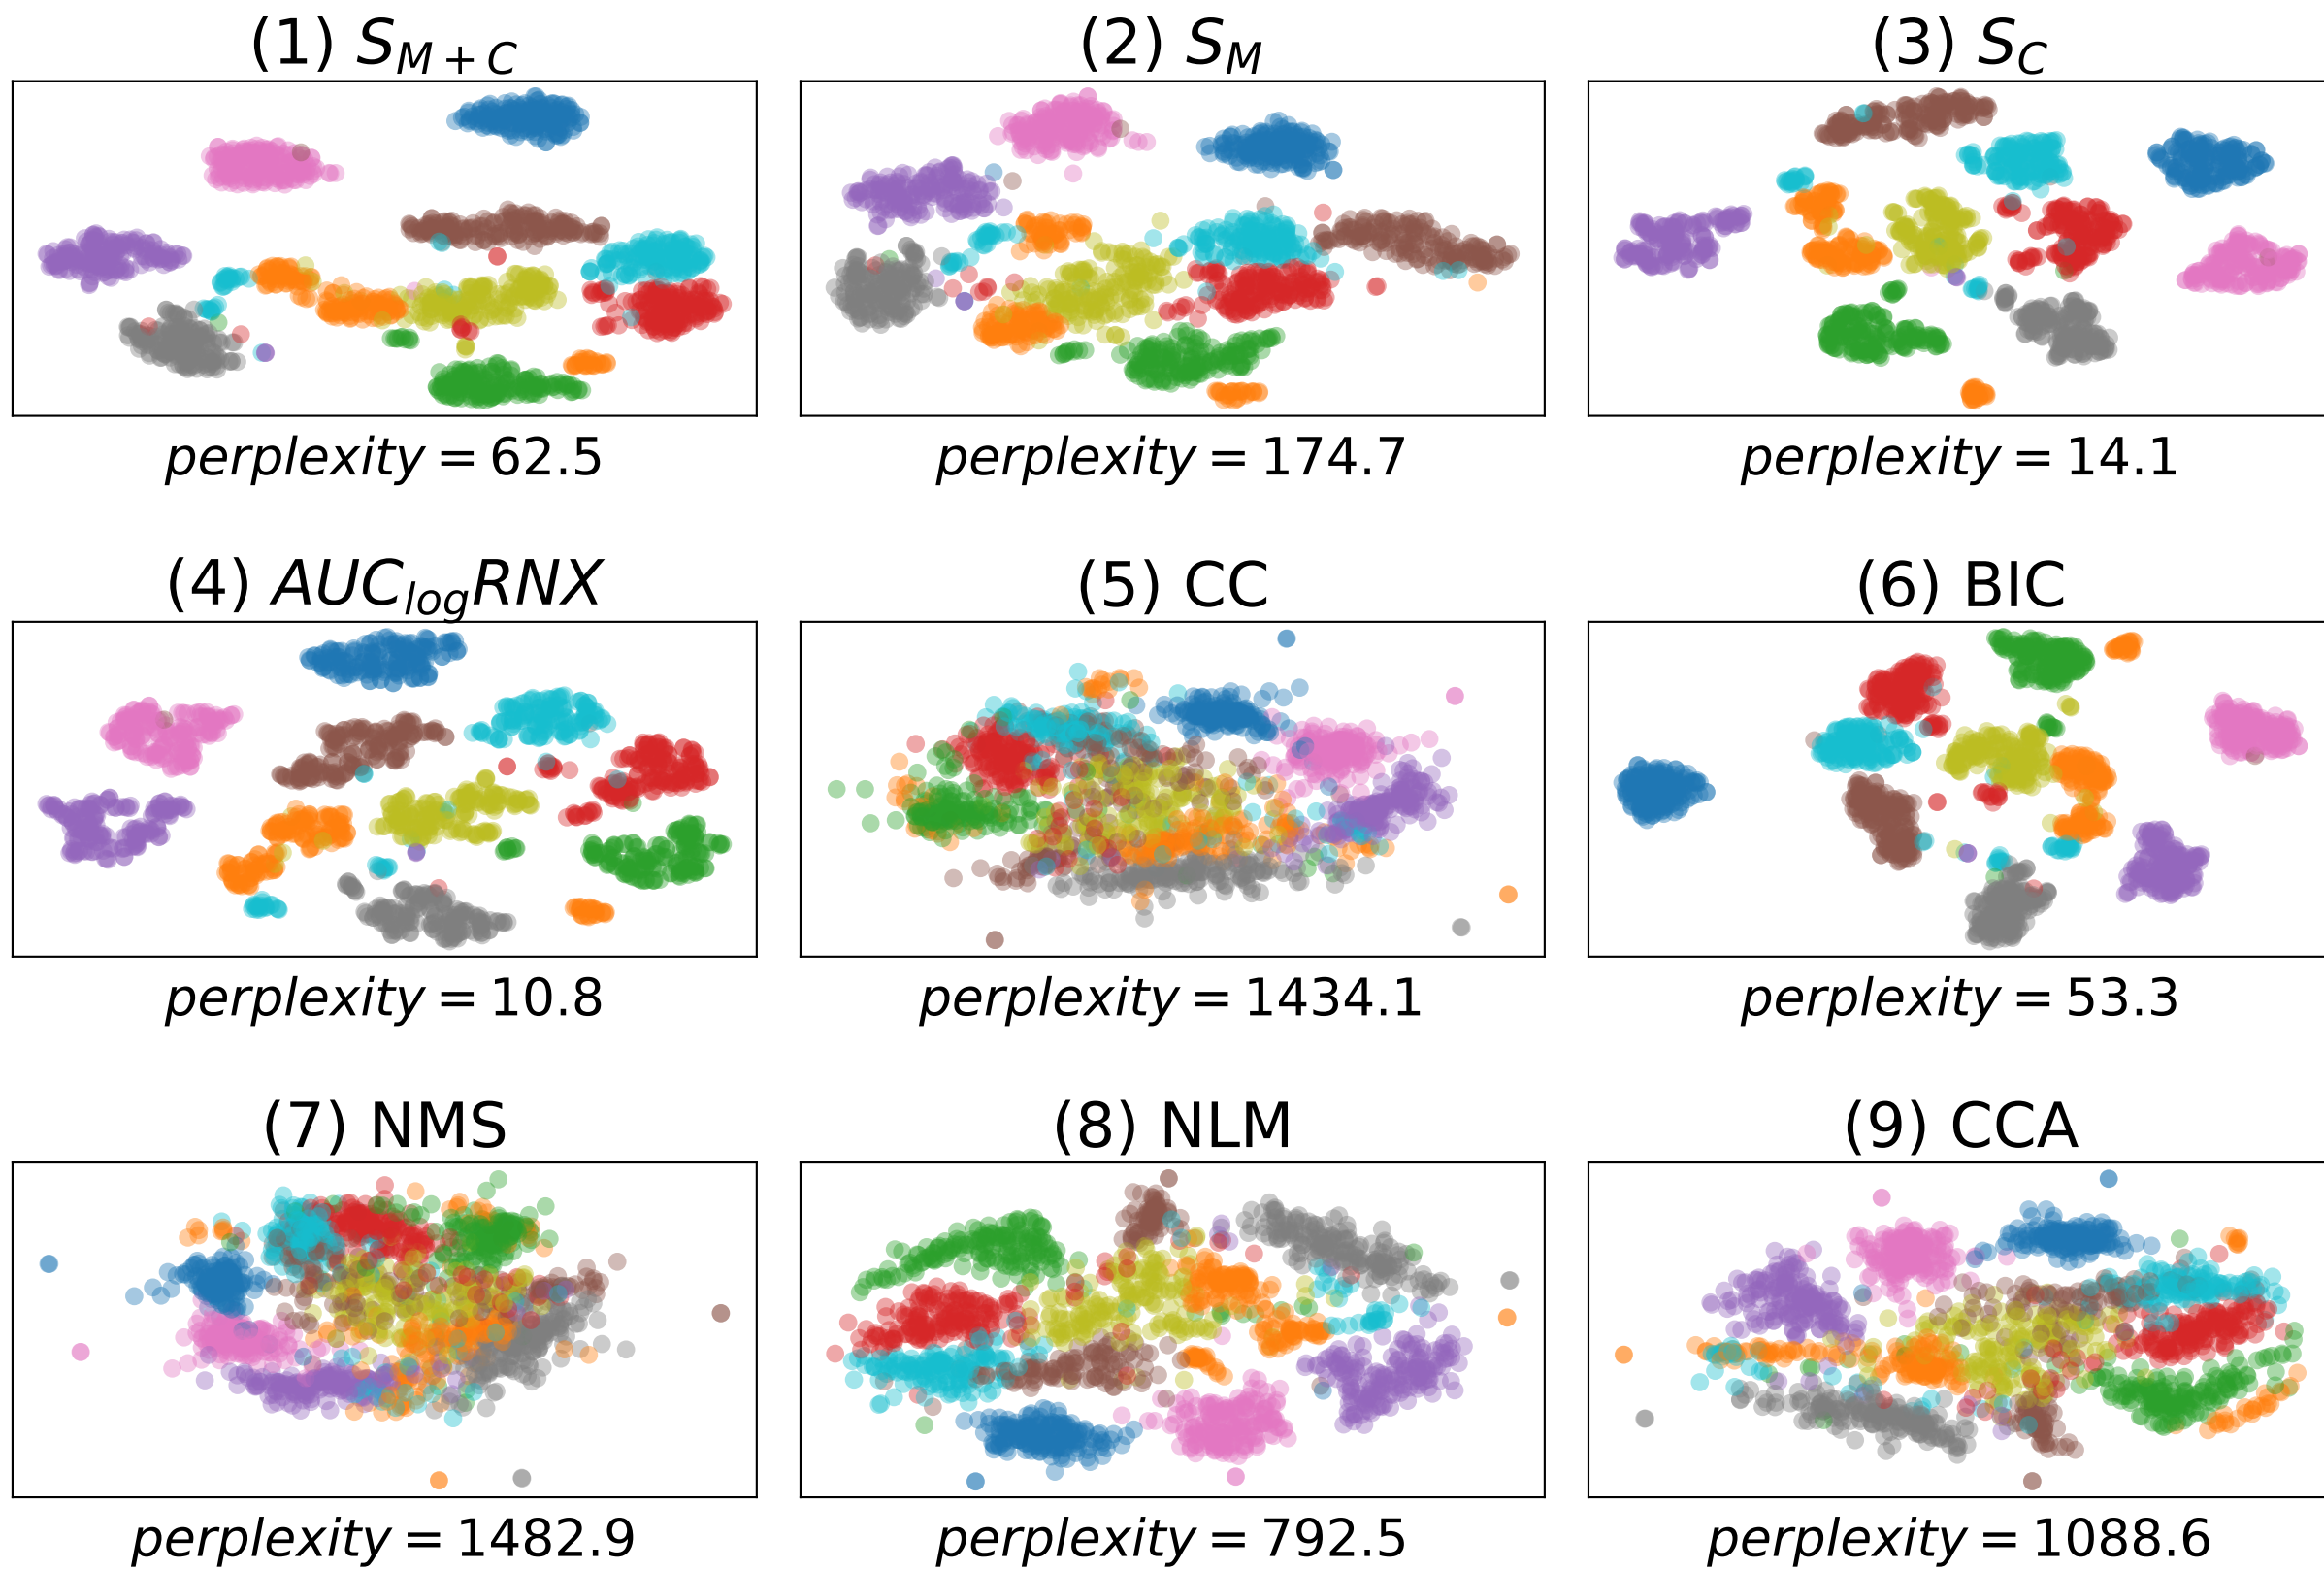 (1) S_{M+C} (2) S_M (3) S_C
perplexity = 62.5 perplexity = 174.7 perplexity = 14.1
(4) AUC_{log}RNX (5) CC (6) BIC
perplexity = 10.8 perplexity = 1434.1 perplexity = 53.3
(7) NMS (8) NLM (9) CCA
perplexity = 1482.9 perplexity = 792.5 perplexity = 1088.6